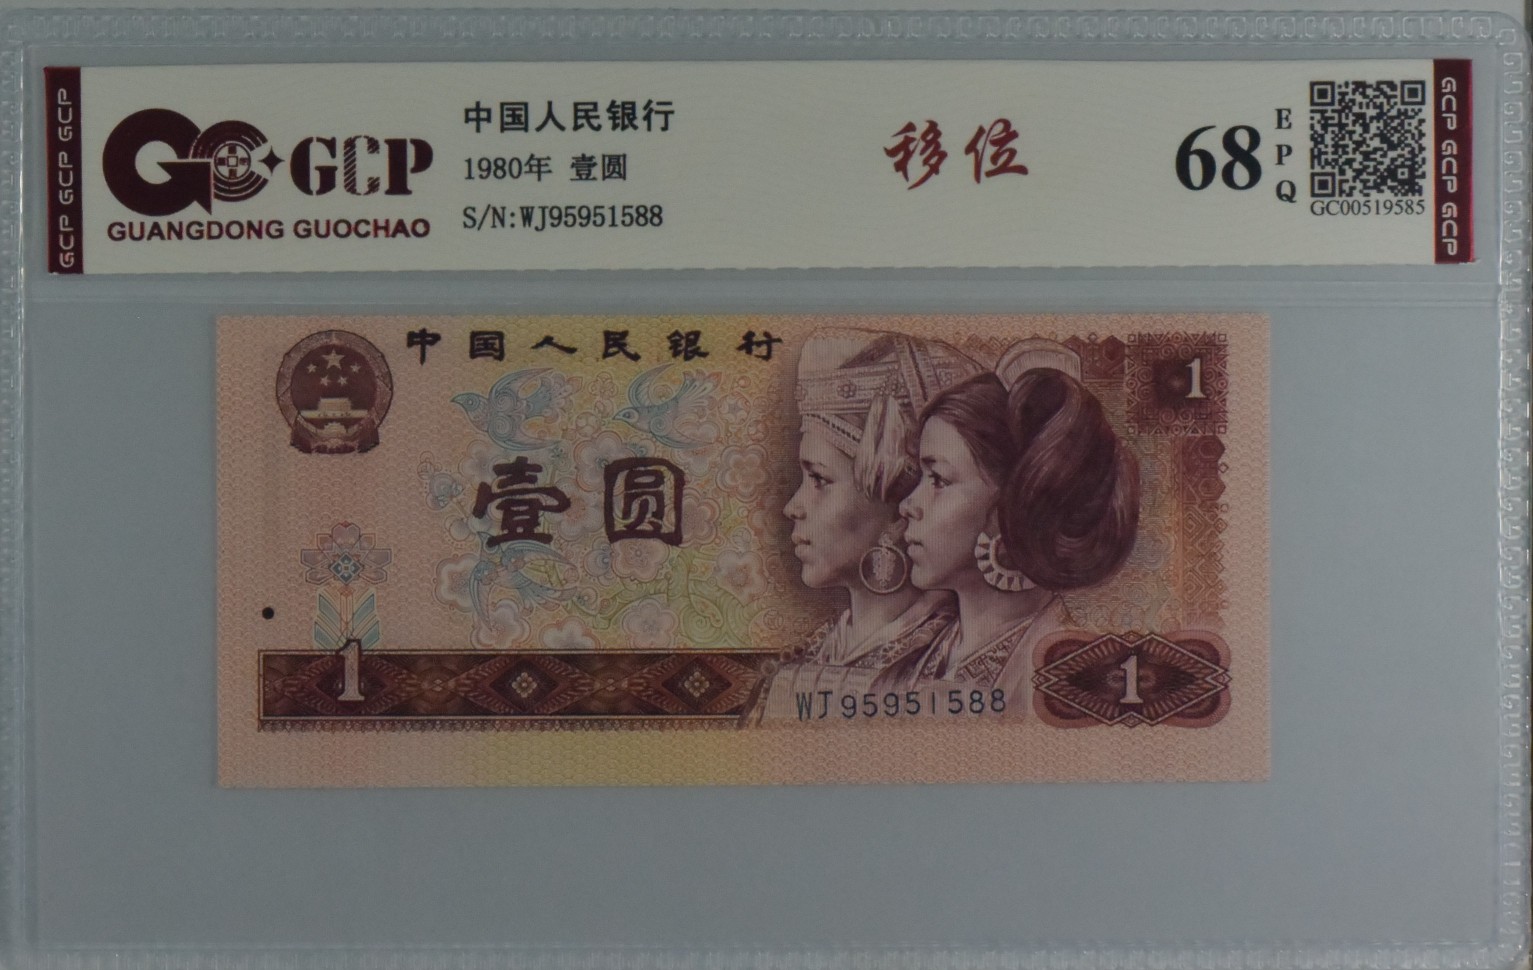 GCP GCP GCP
GCP
GUANGDONG GUOCHAO
中国人民银行
1980年 壹圆
S/N:WJ95951588
移位
68
EPQ
GC00519585
GCP GCP GCP
中国人民银行
1
壹圆
1
WJ95951588
1